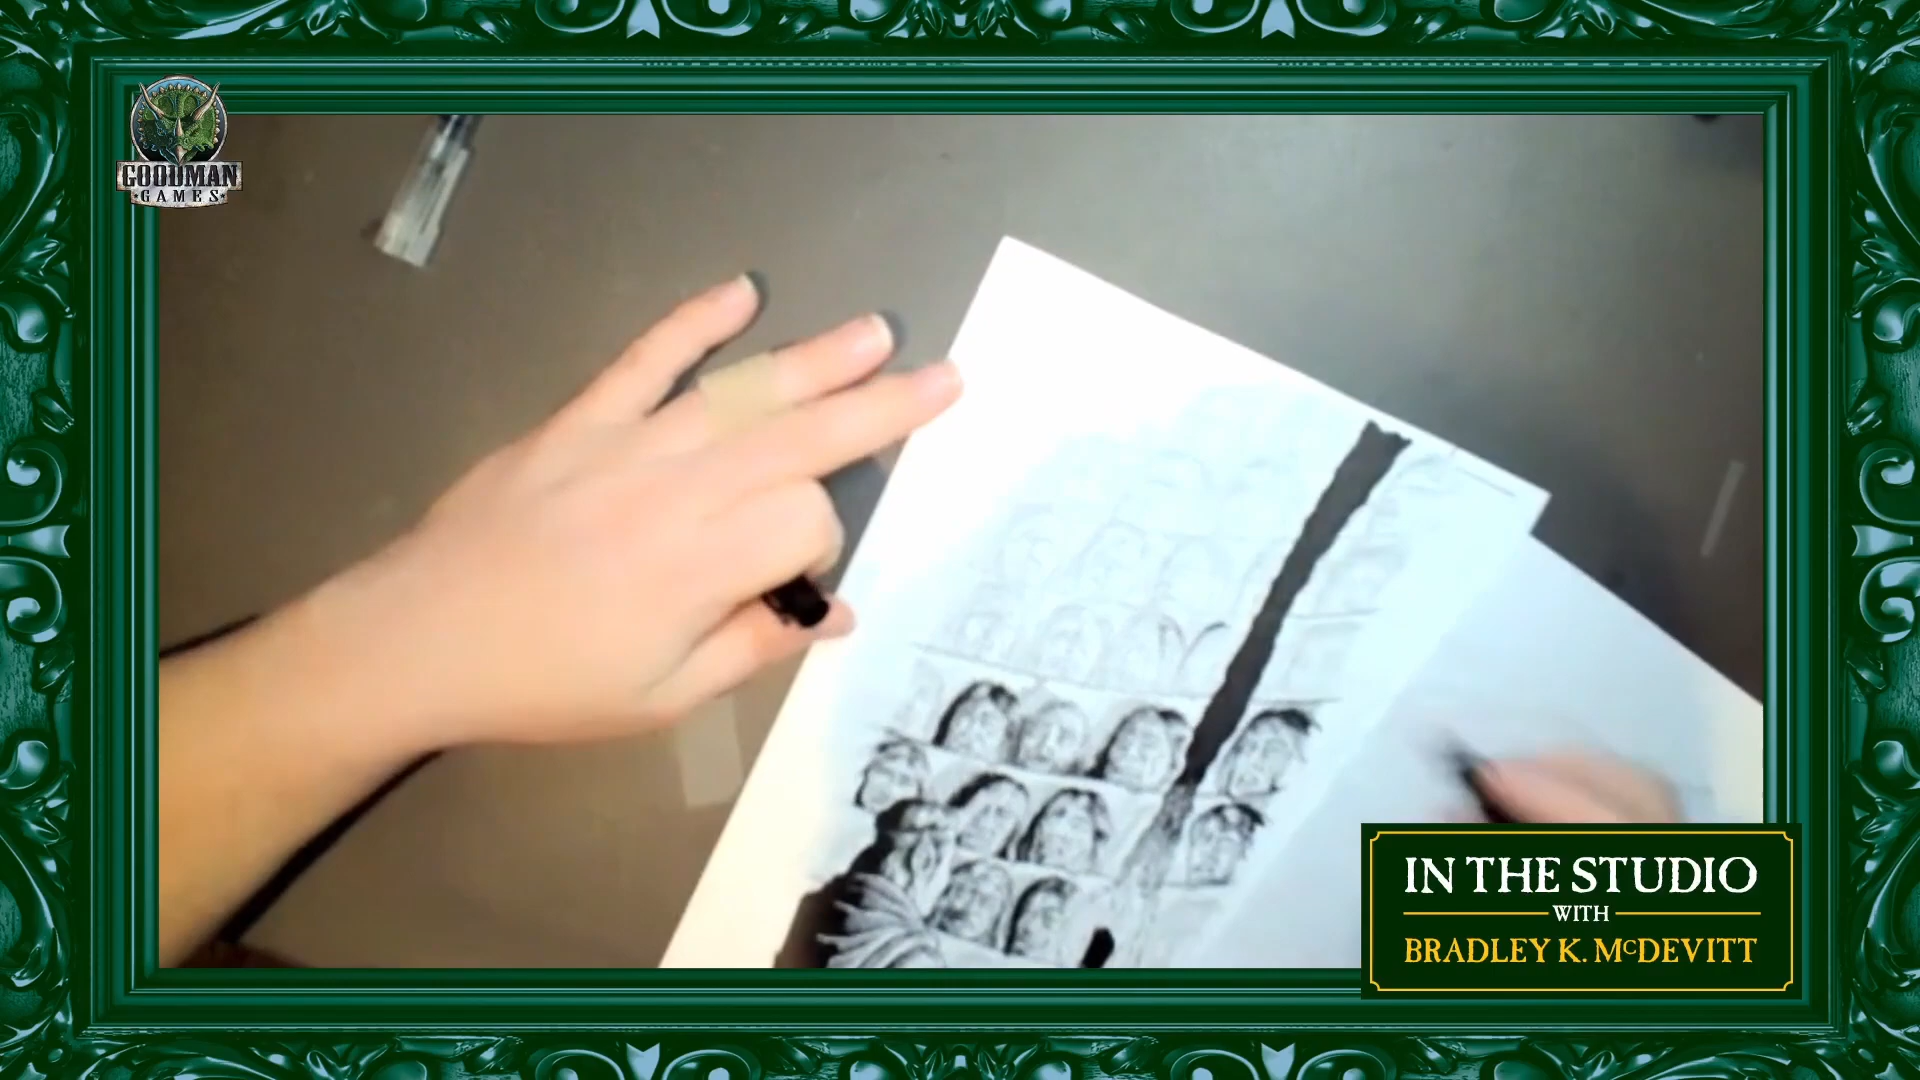 GOODMAN
GAMES
IN THE STUDIO
WITH
BRADLEY K. McDEVITT